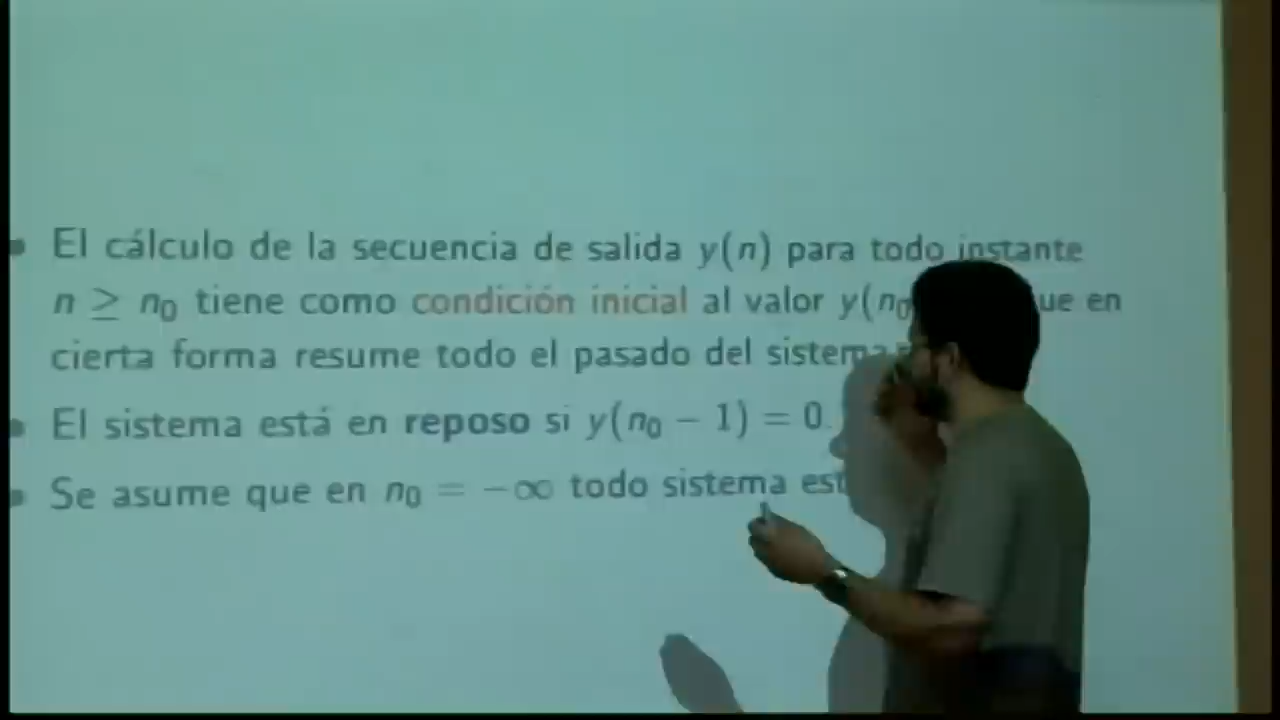 El cálculo de la secuencia de salida y(n) para todo instante
n ≥ n₀ tiene como condición inicial al valor y(n₀ ue en
cierta forma resume todo el pasado del sistema
El sistema está en reposo si y(n₀ − 1) = 0.
Se asume que en n₀ = −∞ todo sistema